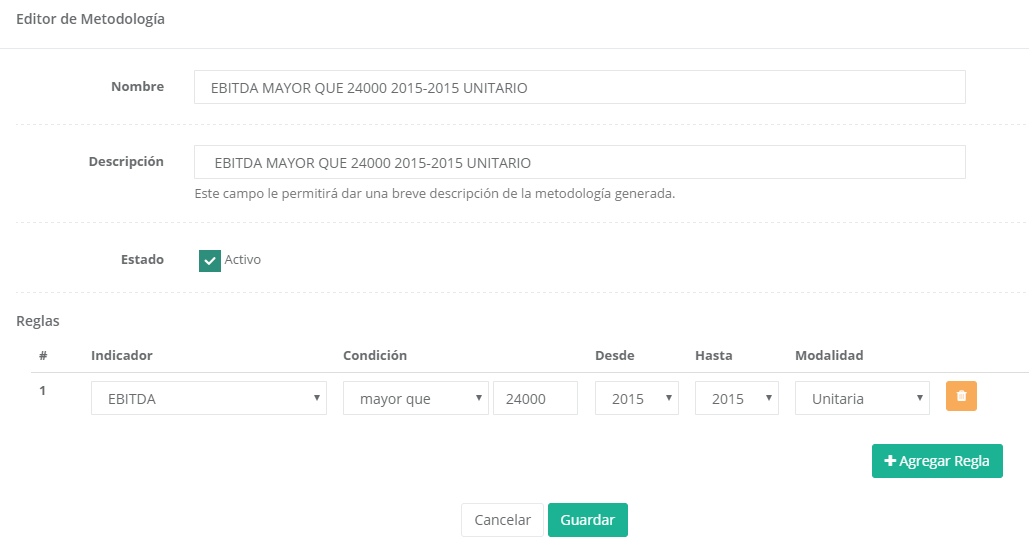 Editor de Metodología
Nombre EBITDA MAYOR QUE 24000 2015-2015 UNITARIO
Descripción EBITDA MAYOR QUE 24000 2015-2015 UNITARIO
Este campo le permitirá dar una breve descripción de la metodología generada.
Estado Activo
Reglas
# Indicador Condición Desde Hasta Modalidad
1 EBITDA mayor que 24000 2015 2015 Unitaria
Agregar Regla
Cancelar Guardar